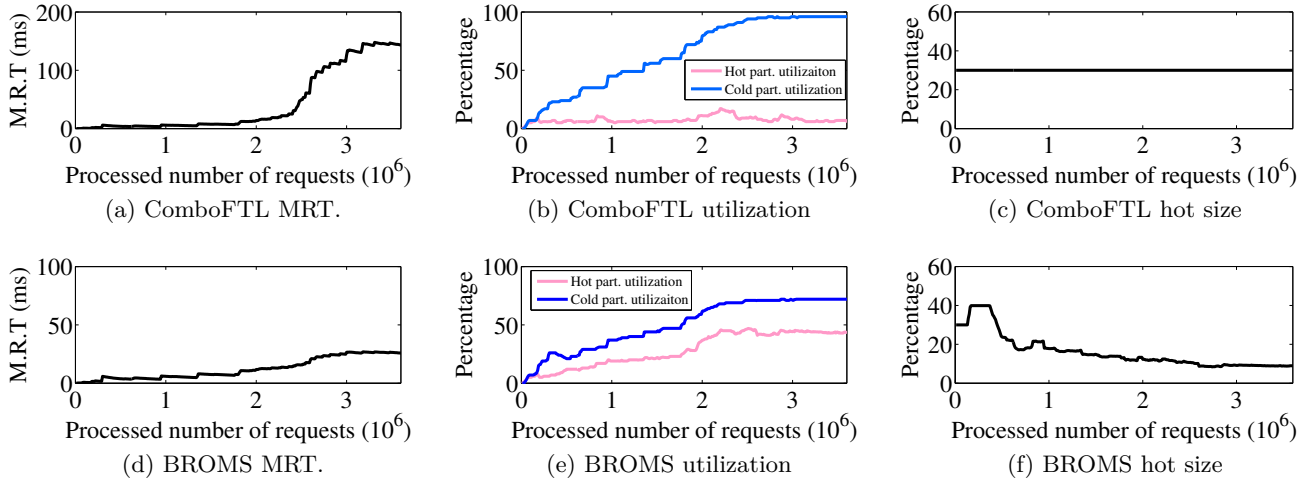 M.R.T (ms)
200
100
0
0 1 2 3
Processed number of requests (10^6)
(a) ComboFTL MRT.
Percentage
100
50
0
Hot part. utilizaiton
Cold part. utilization
0 1 2 3
Processed number of requests (10^6)
(b) ComboFTL utilization
Percentage
60
40
20
0
0 1 2 3
Processed number of requests (10^6)
(c) ComboFTL hot size
M.R.T (ms)
100
50
0
0 1 2 3
Processed number of requests (10^6)
(d) BROMS MRT.
Percentage
100
50
0
Hot part. utilization
Cold part. utilizaiton
0 1 2 3
Processed number of requests (10^6)
(e) BROMS utilization
Percentage
60
40
20
0
0 1 2 3
Processed number of requests (10^6)
(f) BROMS hot size